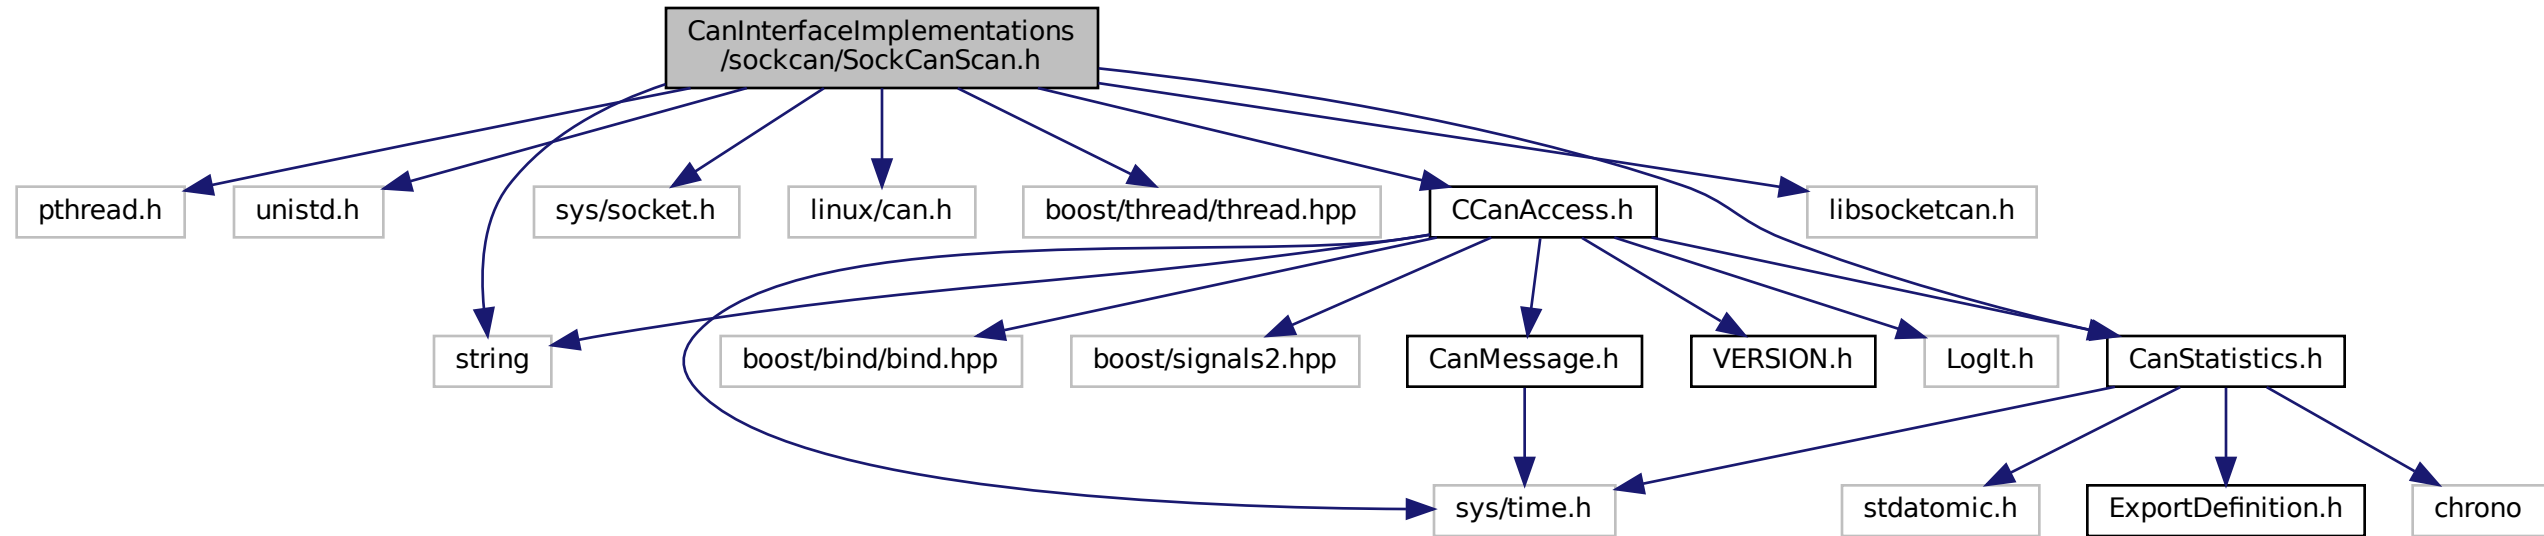 CanInterfaceImplementations
/sockcan/SockCanScan.h
pthread.h
unistd.h
sys/socket.h
linux/can.h
boost/thread/thread.hpp
CCanAccess.h
libsocketcan.h
string
boost/bind/bind.hpp
boost/signals2.hpp
CanMessage.h
VERSION.h
LogIt.h
CanStatistics.h
sys/time.h
stdatomic.h
ExportDefinition.h
chrono